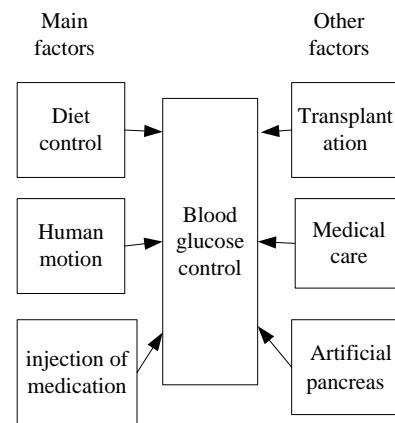 Main
factors
Other
factors
Diet
control
Human
motion
injection of
medication
Blood
glucose
control
Transplant
ation
Medical
care
Artificial
pancreas